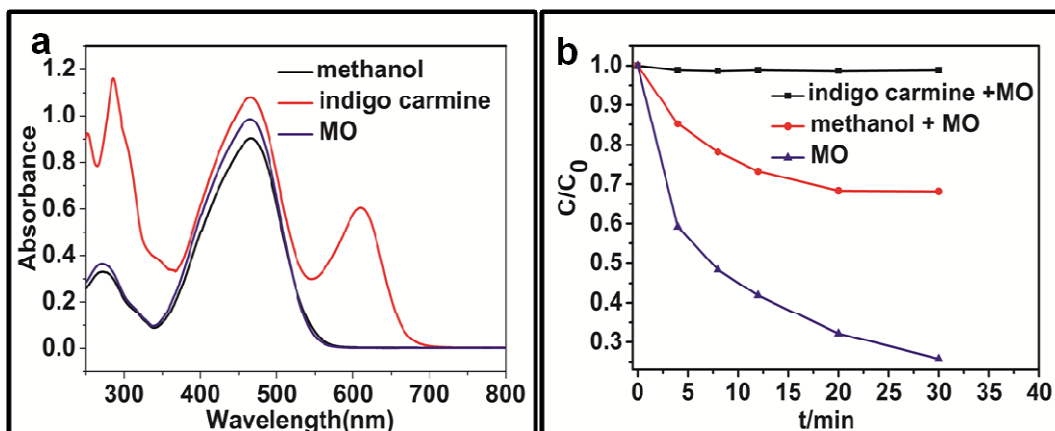 a
methanol
indigo carmine
MO
Absorbance
1.2
1.0
0.8
0.6
0.4
0.2
0.0
300 400 500 600 700 800
Wavelength(nm)
b
indigo carmine +MO
methanol + MO
MO
C/C0
1.0
0.9
0.8
0.7
0.6
0.5
0.4
0.3
0 5 10 15 20 25 30 35 40
t/min